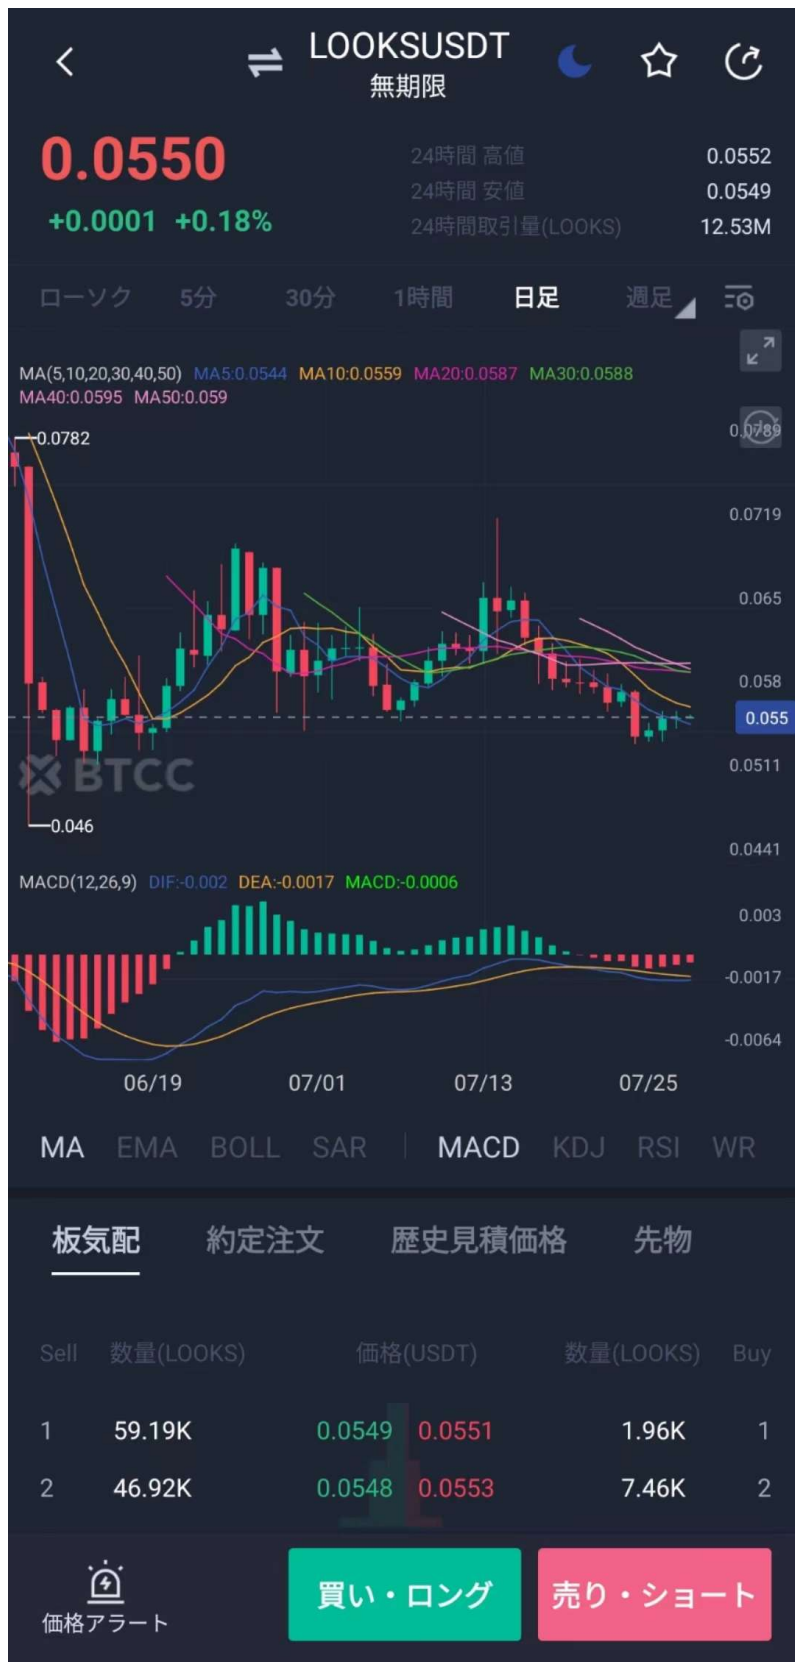 LOOKSUSDT
無期限
0.0550
+0.0001 +0.18%
24時間 高値 0.0552
24時間 安値 0.0549
24時間取引量(LOOKS) 12.53M
ローソク 5分 30分 1時間 日足 週足
MA(5,10,20,30,40,50) MA5:0.0544 MA10:0.0559 MA20:0.0587 MA30:0.0588
MA40:0.0595 MA50:0.059
0.0782
0.0789
0.0719
0.065
0.058
0.055
0.0511
BTCC
0.046
0.0441
MACD(12,26,9) DIF:-0.002 DEA:-0.0017 MACD:-0.0006
0.003
-0.0017
-0.0064
06/19 07/01 07/13 07/25
MA EMA BOLL SAR MACD KDJ RSI WR
板気配 約定注文 歴史見積価格 先物
Sell 数量(LOOKS) 価格(USDT) 数量(LOOKS) Buy
1 59.19K 0.0549 0.0551 1.96K 1
2 46.92K 0.0548 0.0553 7.46K 2
価格アラート
買い・ロング
売り・ショート